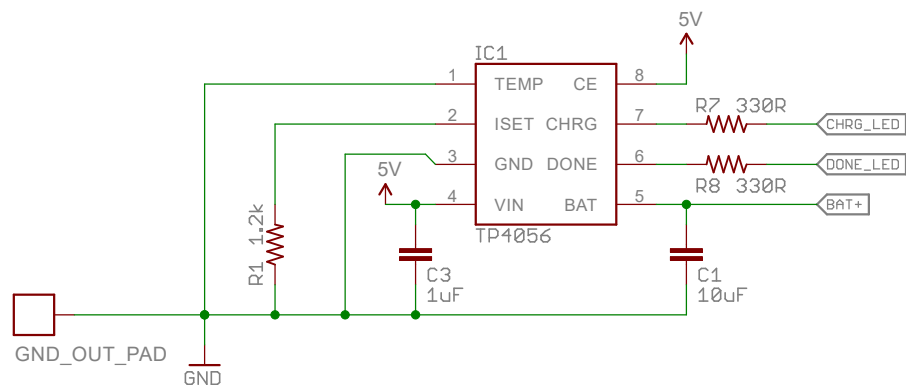 5V
IC1
1 TEMP CE 8
R7 330R
2 ISET CHRG 7
CHRG_LED
3 GND DONE 6
DONE_LED
5V
R8 330R
4 VIN BAT 5
BAT+
TP4056
R1 1.2k
C3
1uF
C1
10uF
GND_OUT_PAD
GND